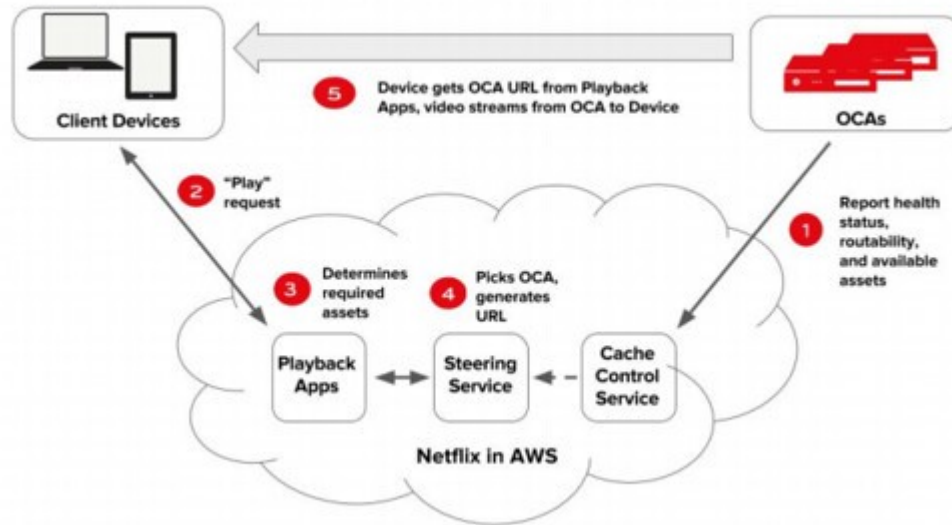 Client Devices
OCAs
5
Device gets OCA URL from Playback
Apps, video streams from OCA to Device
2
“Play”
request
1
Report health
status,
routability,
and available
assets
3
Determines
required
assets
4
Picks OCA,
generates
URL
Playback
Apps
Steering
Service
Cache
Control
Service
Netflix in AWS